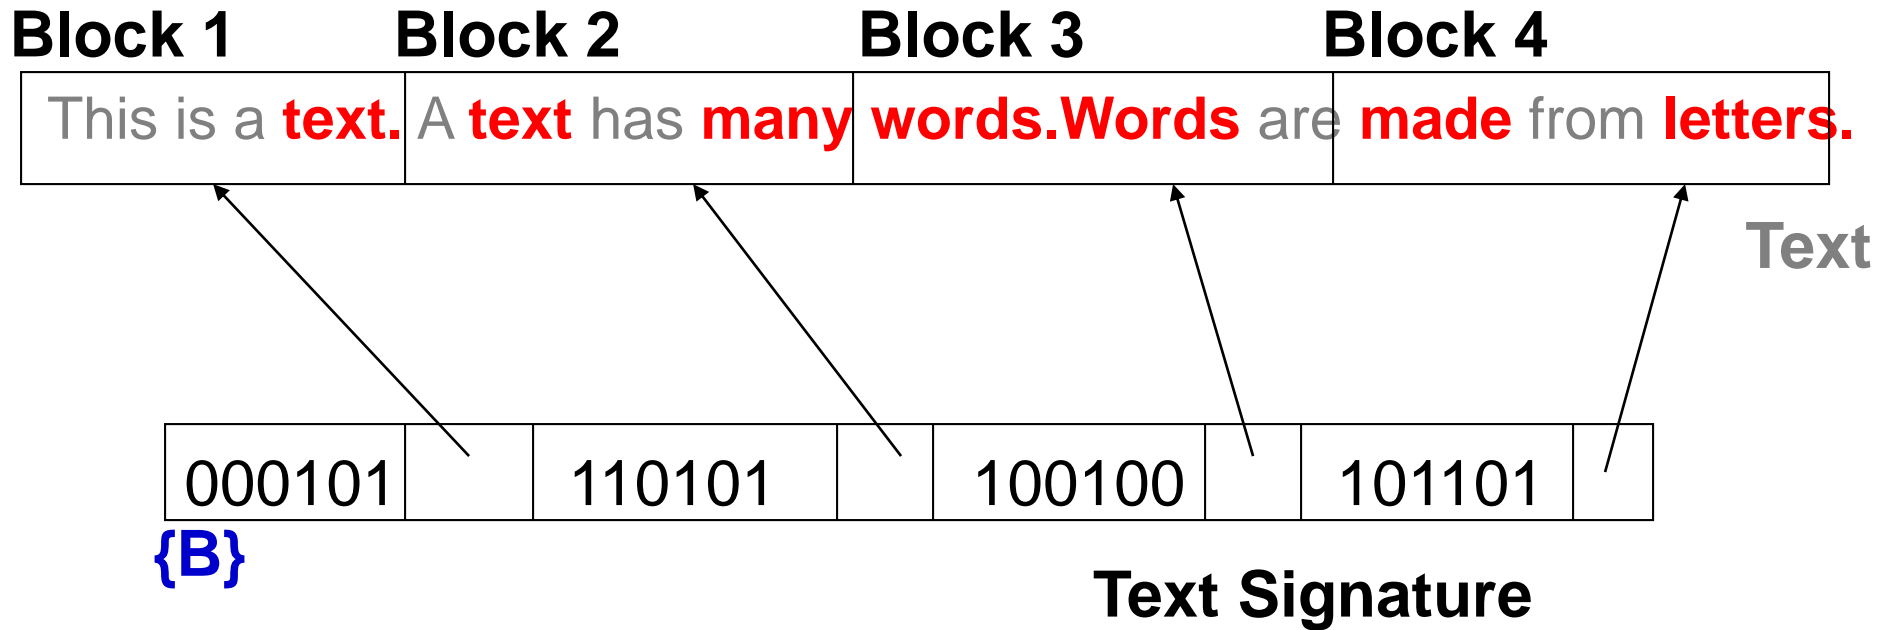 Block 1 Block 2 Block 3 Block 4
This is a text. A text has many words.Words are made from letters.
Text
000101 110101 100100 101101
{B}
Text Signature